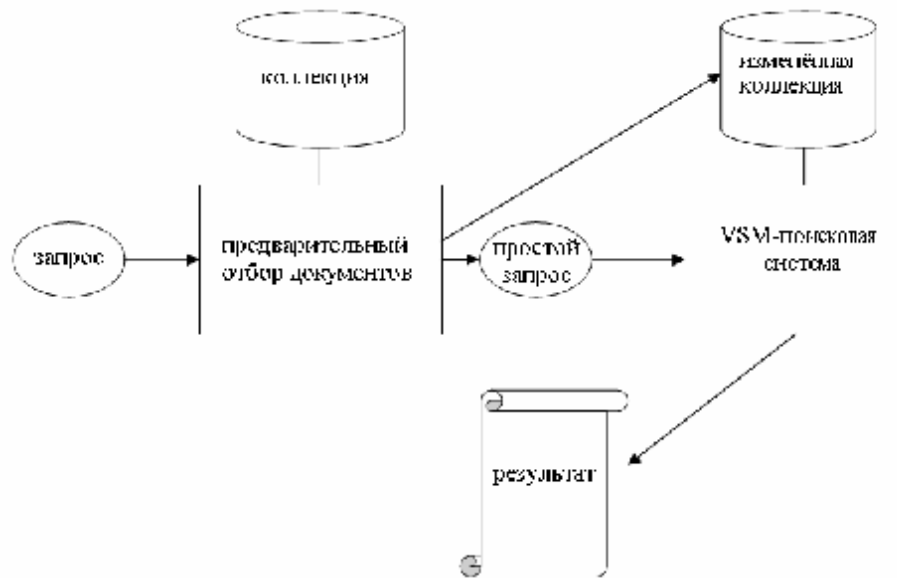 коллекция
изменённая
коллекция
запрос
предварительный
отбор документов
простой
запрос
VSM-поисковая
система
результат